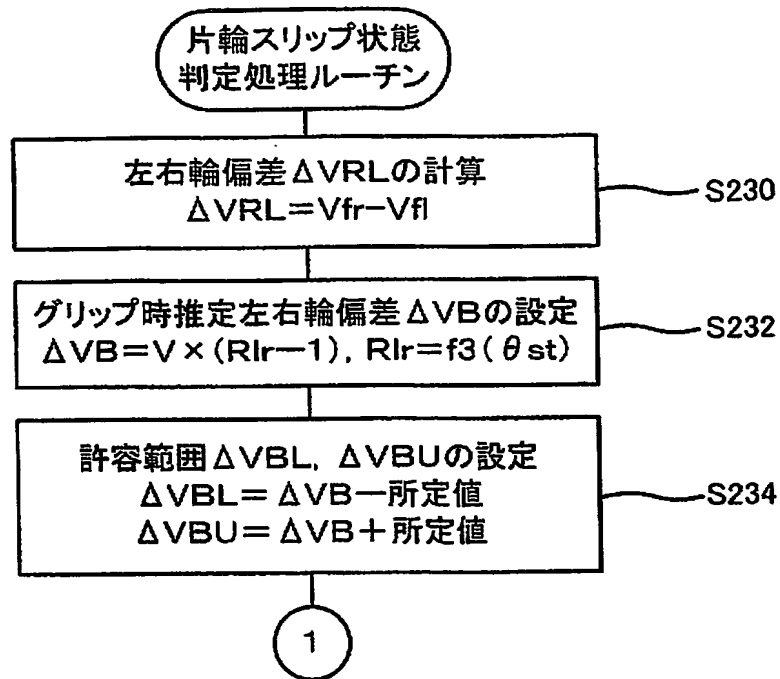 片輪スリップ状態
判定処理ルーチン
左右輪偏差ΔVRLの計算
ΔVRL=Vfr−Vfl
S230
グリップ時推定左右輪偏差ΔVBの設定
ΔVB=V×(Rlr−1), Rlr=f3(θst)
S232
許容範囲ΔVBL, ΔVBUの設定
ΔVBL=ΔVB−所定値
ΔVBU=ΔVB+所定値
S234
1